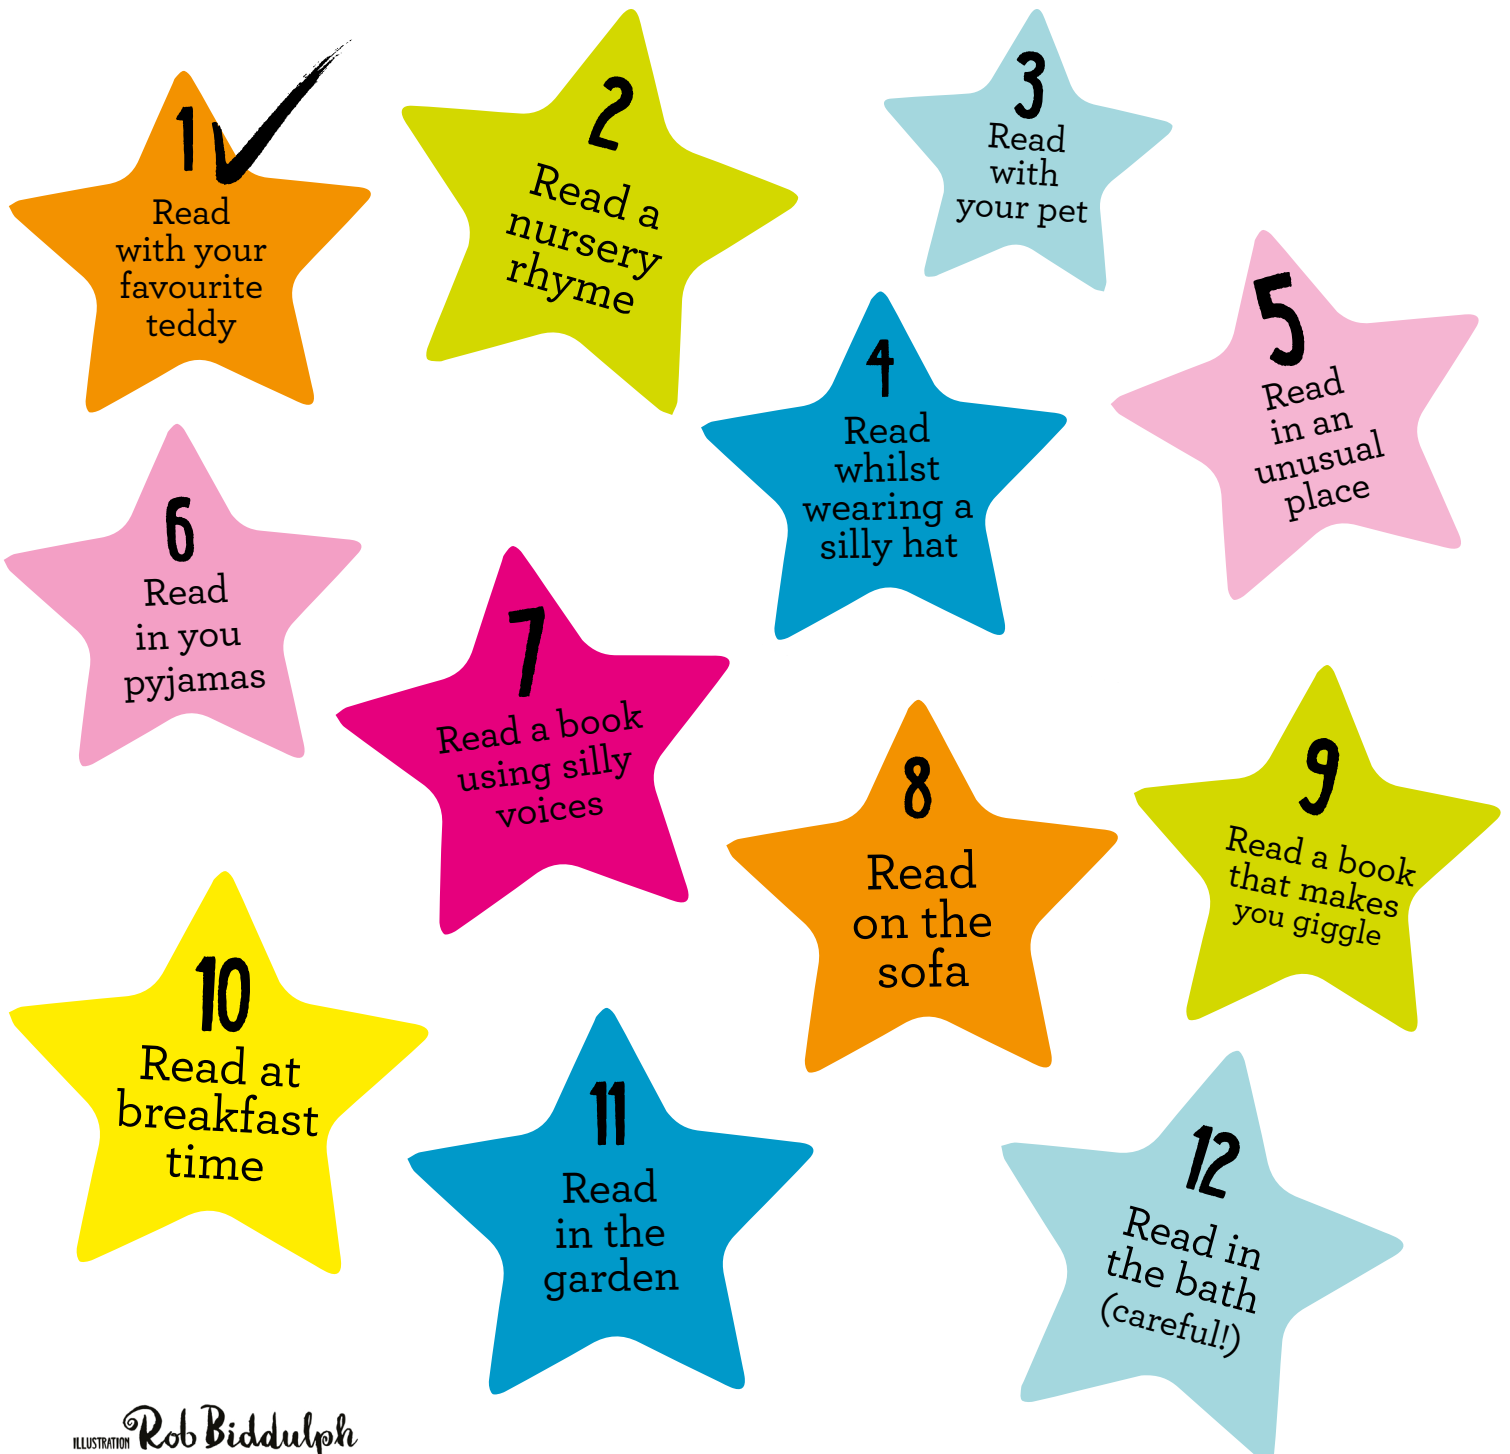 1
Read
with your
favourite
teddy
2
Read a
nursery
rhyme
3
Read
with
your pet
4
Read
whilst
wearing a
silly hat
5
Read
in an
unusual
place
6
Read
in you
pyjamas
7
Read a book
using silly
voices
8
Read
on the
sofa
9
Read a book
that makes
you giggle
10
Read at
breakfast
time
11
Read
in the
garden
12
Read in
the bath
(careful!)
ILLUSTRATION Rob Biddulph